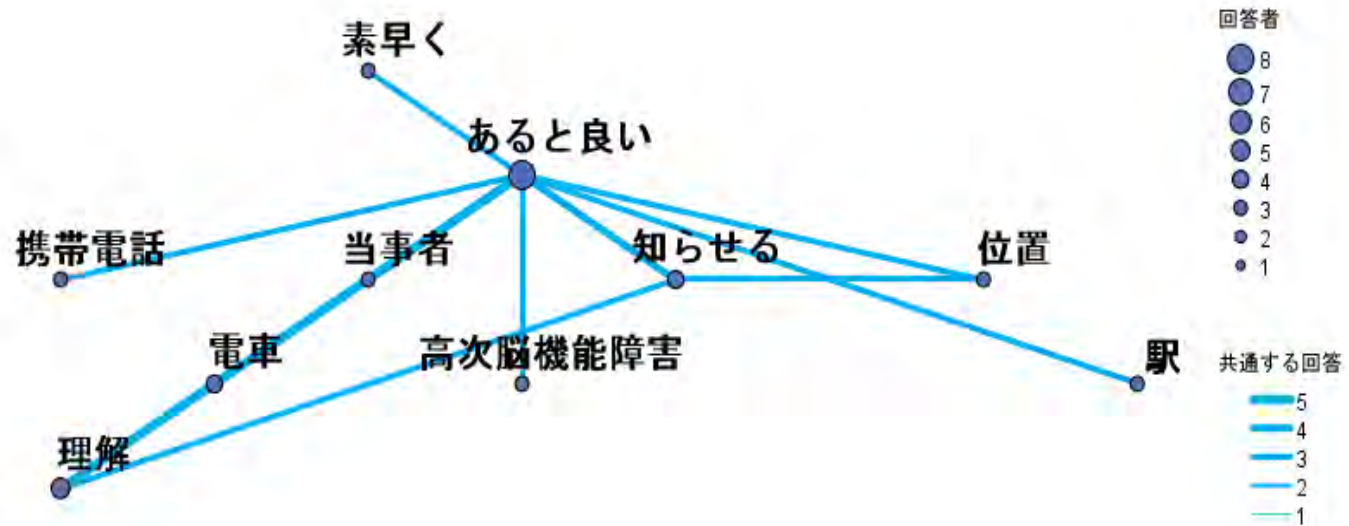 素早く
あると良い
携帯電話
当事者
知らせる
位置
電車
高次脳機能障害
駅
理解
回答者
8
7
6
5
4
3
2
1
共通する回答
5
4
3
2
1